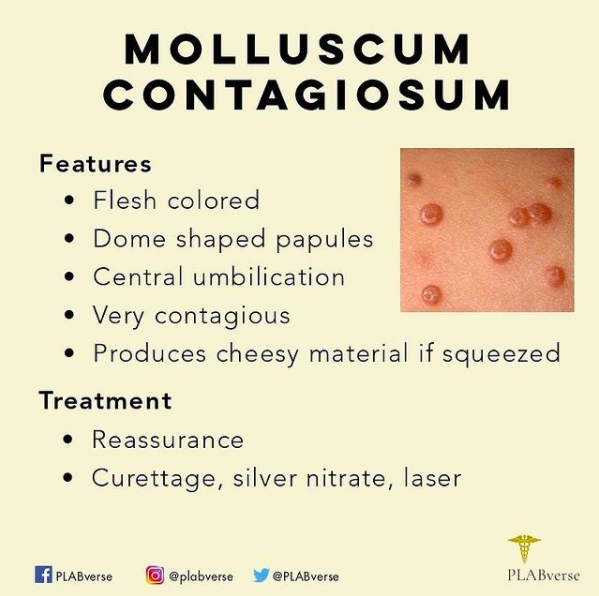 MOLLUSCUM
CONTAGIOSUM
Features
• Flesh colored
• Dome shaped papules
• Central umbilication
• Very contagious
• Produces cheesy material if squeezed
Treatment
• Reassurance
• Curettage, silver nitrate, laser
PLABverse @plabverse @PLABverse
PLABverse